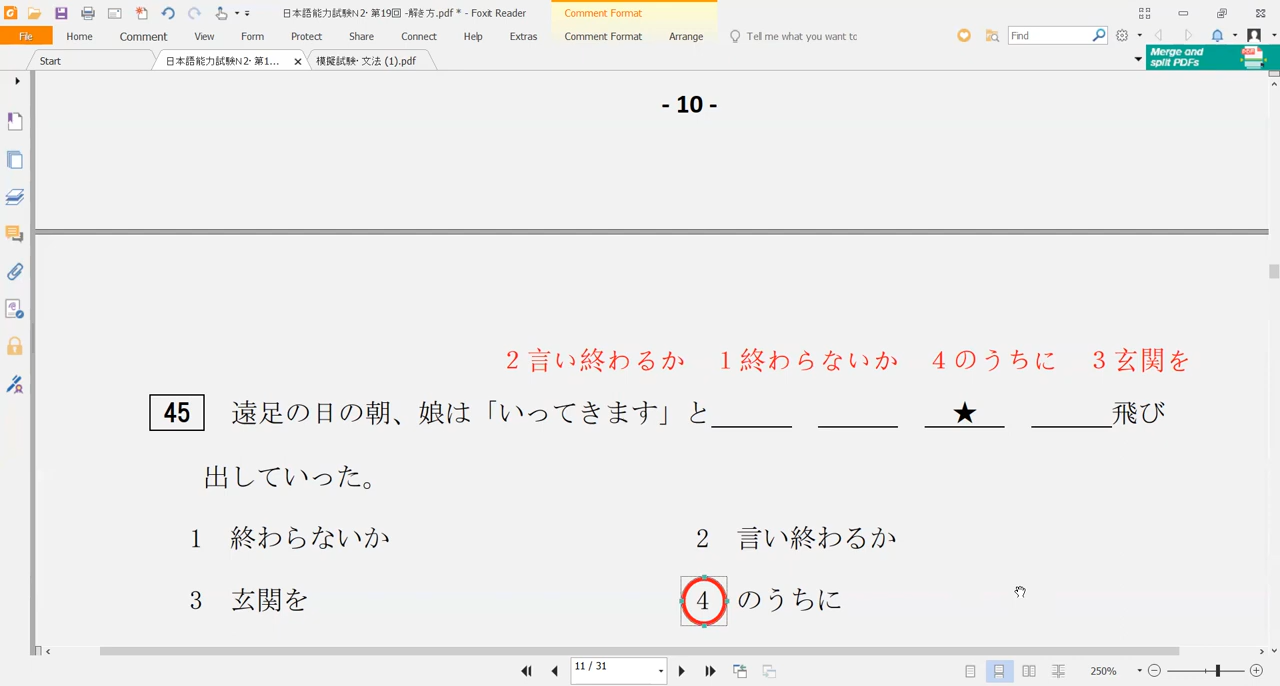 日本語能力試験N2· 第19回 -解き方.pdf * - Foxit Reader
Comment Format
File Home Comment View Form Protect Share Connect Help Extras Comment Format Arrange Tell me what you want to Find
Start 日本語能力試験N2· 第1... 模擬試験· 文法 (1).pdf
Merge and
split PDFs
- 10 -
2 言い終わるか 1 終わらないか 4 のうちに 3 玄関を
45 遠足の日の朝、娘は「いってきます」と ★ 飛び
出していった。
1 終わらないか 2 言い終わるか
3 玄関を 4 のうちに
11 / 31 250%